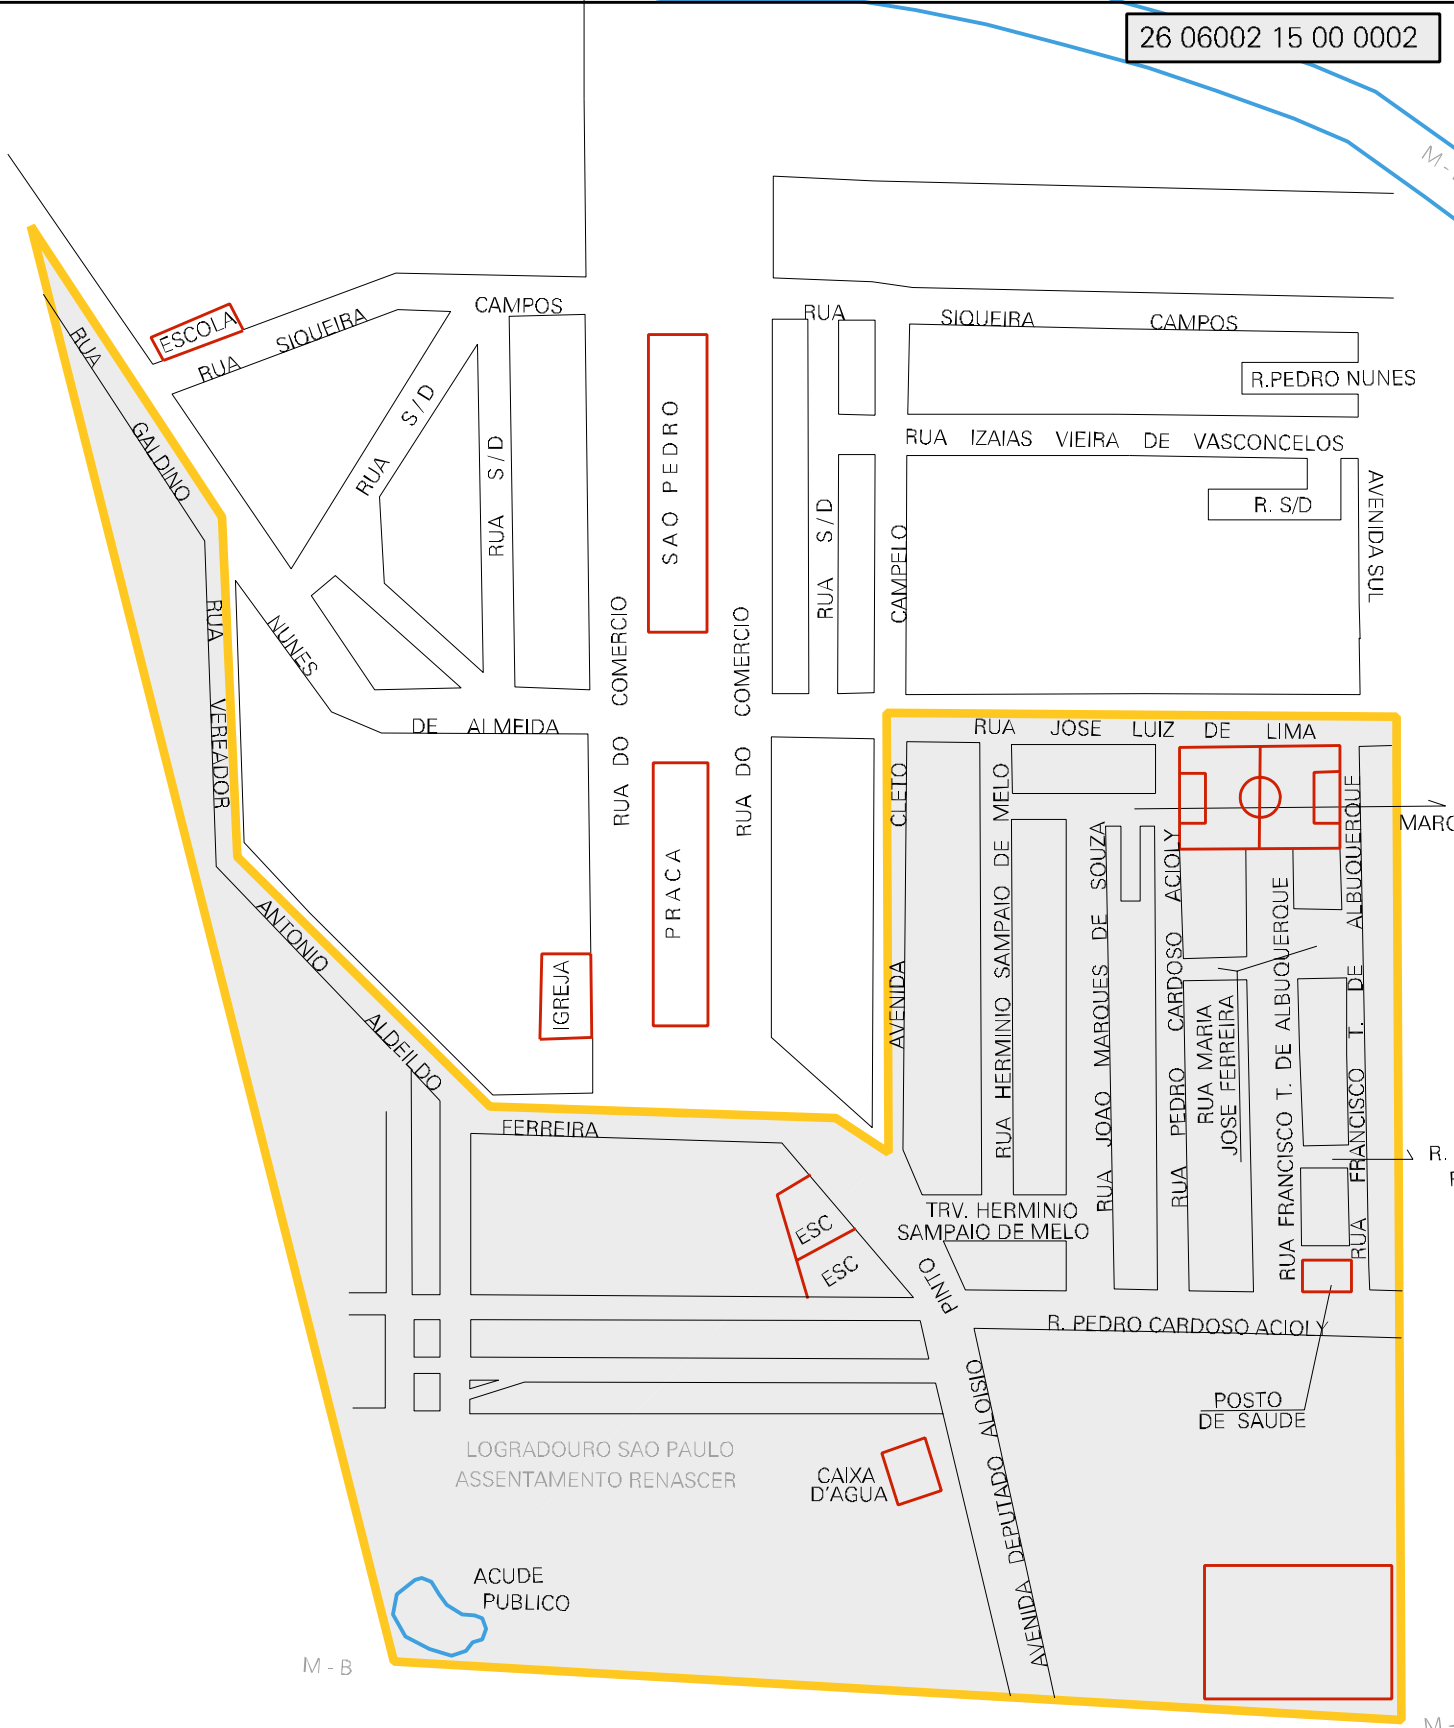 26 06002 15 00 0002
ESCOLA
RUA SIQUEIRA CAMPOS
RUA SIQUEIRA CAMPOS
R.PEDRO NUNES
RUA IZAIAS VIEIRA DE VASCONCELOS
R. S/D
AVENIDA SUL
RUA S/D
RUA S/D
SAO PEDRO
RUA S/D
CAMPELO
RUA GALDINO
NUNES
DE ALMEIDA
RUA DO COMERCIO
RUA DO COMERCIO
PRACA
IGREJA
RUA VEREADOR
ANTONIO
ALDEILDO
FERREIRA
RUA JOSE LUIZ DE LIMA
AVENIDA CLETO
RUA HERMINIO SAMPAIO DE MELO
RUA JOAO MARQUES DE SOUZA
RUA PEDRO CARDOSO ACIOLY
RUA MARIA
JOSE FERREIRA
RUA FRANCISCO T. DE ALBUQUERQUE
RUA FRANCISCO T. DE ALBUQUERQUE
MARC
R.
TRV. HERMINIO
SAMPAIO DE MELO
ESC
ESC
PINTO
R. PEDRO CARDOSO ACIOLY
POSTO
DE SAUDE
AVENIDA DEPUTADO ALOISIO
LOGRADOURO SAO PAULO
ASSENTAMENTO RENASCER
CAIXA
D'AGUA
ACUDE
PUBLICO
M - B
M -
M -